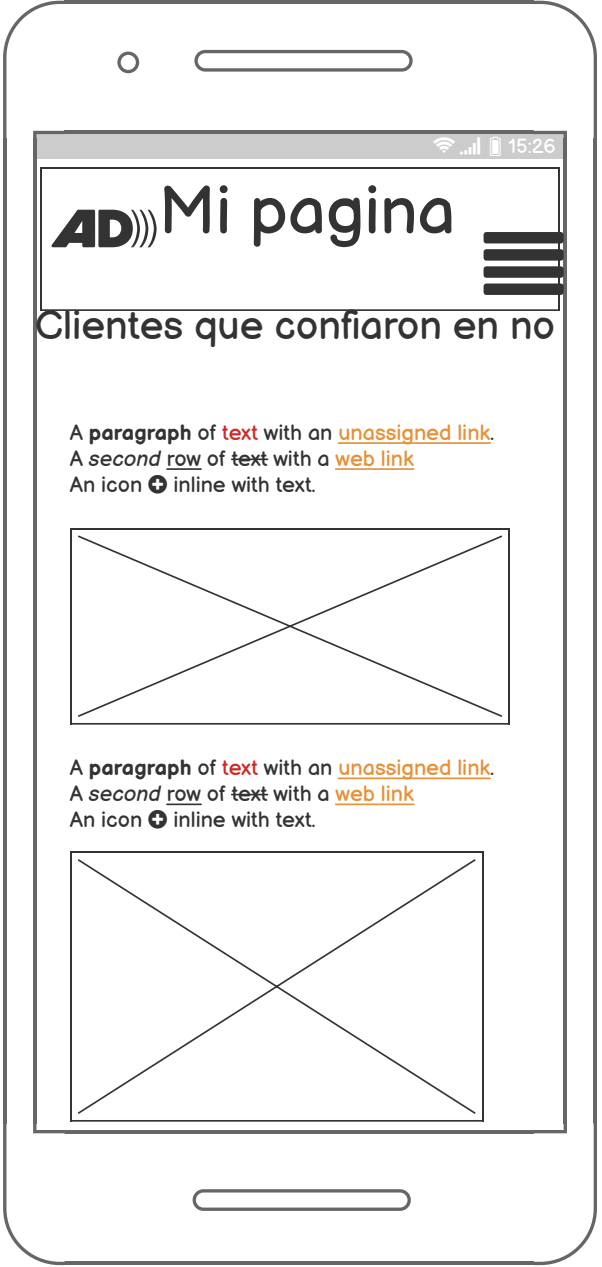 15:26
AD Mi pagina
Clientes que confiaron en no
A paragraph of text with an unassigned link.
A second row of text with a web link
An icon inline with text.
A paragraph of text with an unassigned link.
A second row of text with a web link
An icon inline with text.